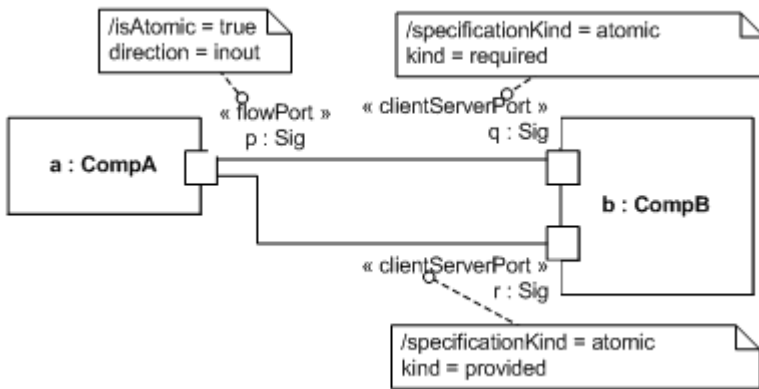 /isAtomic = true
direction = inout
/specificationKind = atomic
kind = required
« flowPort »
p : Sig
« clientServerPort »
q : Sig
a : CompA
b : CompB
« clientServerPort »
r : Sig
/specificationKind = atomic
kind = provided